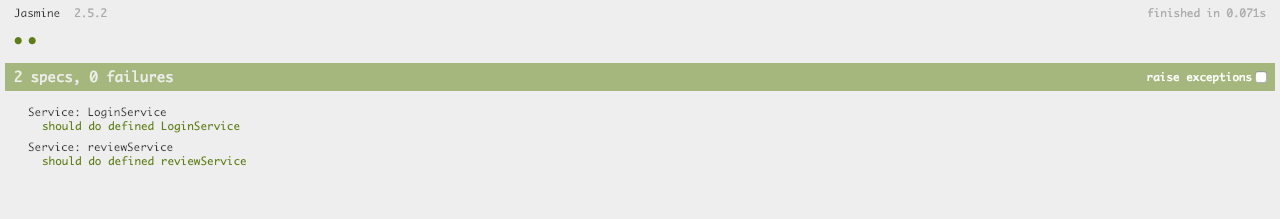 Jasmine 2.5.2 finished in 0.071s
2 specs, 0 failures raise exceptions
Service: LoginService
should do defined LoginService
Service: reviewService
should do defined reviewService